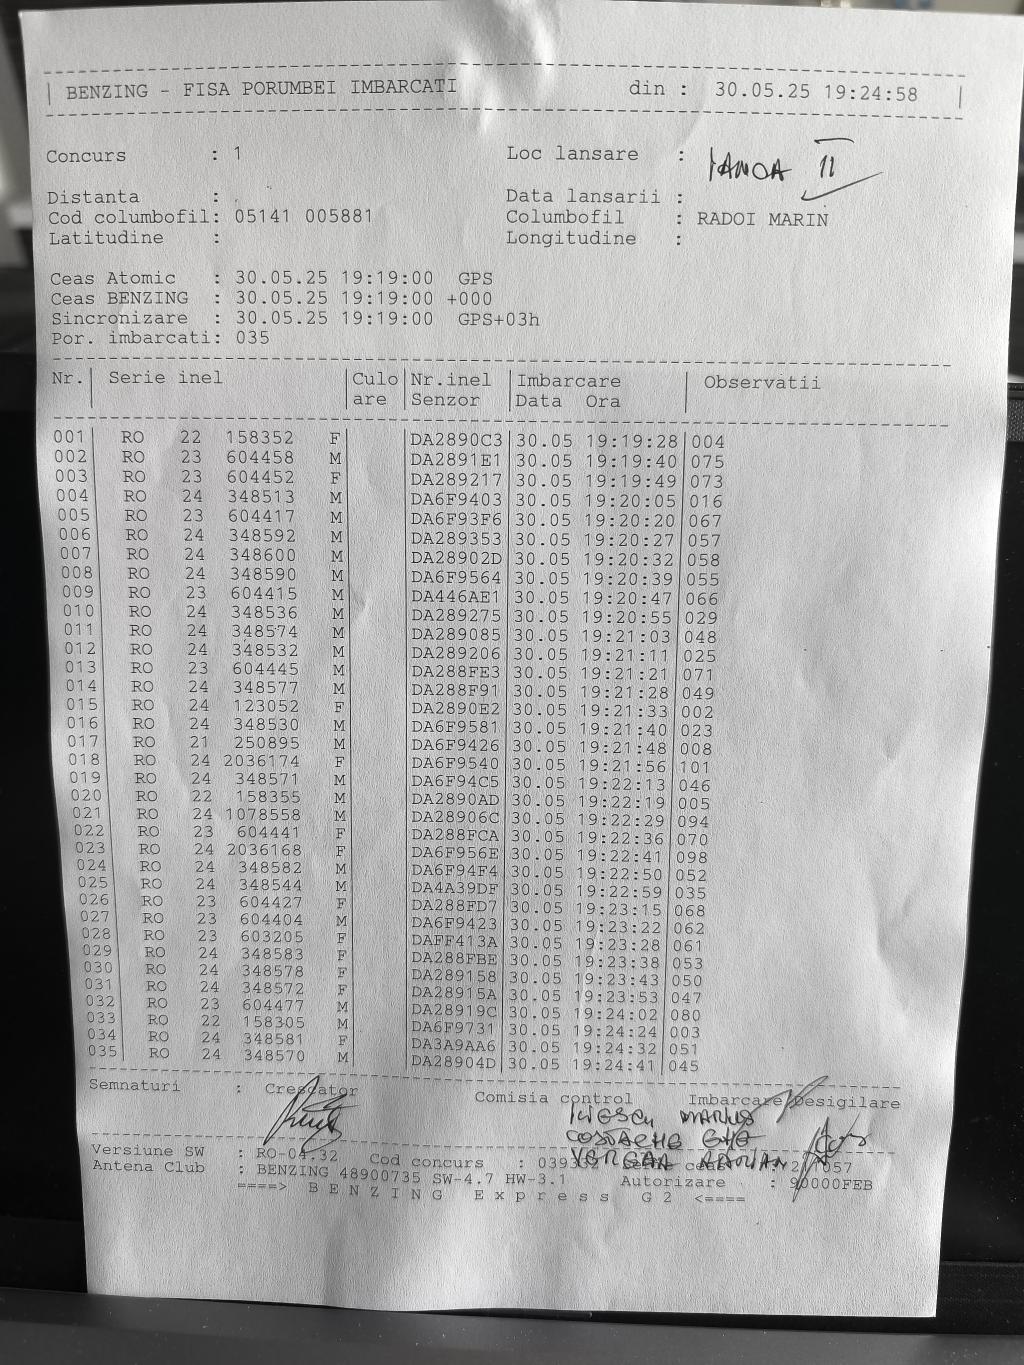 BENZING - FISA PORUMBEI IMBARCATI din : 30.05.25 19:24:58
Concurs : 1 Loc lansare : IANCA II
Distanta : Data lansarii :
Cod columbofil: 05141 005881 Columbofil : RADOI MARIN
Latitudine : Longitudine :
Ceas Atomic : 30.05.25 19:19:00 GPS
Ceas BENZING : 30.05.25 19:19:00 +000
Sincronizare : 30.05.25 19:19:00 GPS+03h
Por. imbarcati: 035
Nr. Serie inel Culo Nr.inel Imbarcare Observatii
are Senzor Data Ora
001 RO 22 158352 F DA2890C3 30.05 19:19:28 004
002 RO 23 604458 M DA2891E1 30.05 19:19:40 075
003 RO 23 604452 F DA289217 30.05 19:19:49 073
004 RO 24 348513 M DA6F9403 30.05 19:20:05 016
005 RO 23 604417 M DA6F93F6 30.05 19:20:20 067
006 RO 24 348592 M DA289353 30.05 19:20:27 057
007 RO 24 348600 M DA28902D 30.05 19:20:32 058
008 RO 24 348590 M DA6F9564 30.05 19:20:39 055
009 RO 23 604415 M DA446AE1 30.05 19:20:47 066
010 RO 24 348536 M DA289275 30.05 19:20:55 029
011 RO 24 348574 M DA289085 30.05 19:21:03 048
012 RO 24 348532 M DA289206 30.05 19:21:11 025
013 RO 23 604445 M DA288FE3 30.05 19:21:21 071
014 RO 24 348577 M DA288F91 30.05 19:21:28 049
015 RO 24 123052 F DA2890E2 30.05 19:21:33 002
016 RO 24 348530 M DA6F9581 30.05 19:21:40 023
017 RO 21 250895 M DA6F9426 30.05 19:21:48 008
018 RO 24 2036174 F DA6F9540 30.05 19:21:56 101
019 RO 24 348571 M DA6F94C5 30.05 19:22:13 046
020 RO 22 158355 M DA2890AD 30.05 19:22:19 005
021 RO 24 1078558 M DA28906C 30.05 19:22:29 094
022 RO 23 604441 F DA288FCA 30.05 19:22:36 070
023 RO 24 2036168 F DA6F956E 30.05 19:22:41 098
024 RO 24 348582 M DA6F94F4 30.05 19:22:50 052
025 RO 24 348544 M DA4A39DF 30.05 19:22:59 035
026 RO 23 604427 F DA288FD7 30.05 19:23:15 068
027 RO 23 604404 M DA6F9423 30.05 19:23:22 062
028 RO 23 603205 F DAFF413A 30.05 19:23:28 061
029 RO 24 348583 F DA288FBE 30.05 19:23:38 053
030 RO 24 348578 F DA289158 30.05 19:23:43 050
031 RO 24 348572 F DA28915A 30.05 19:23:53 047
032 RO 23 604477 M DA28919C 30.05 19:24:02 080
033 RO 22 158305 M DA6F9731 30.05 19:24:24 003
034 RO 24 348581 F DA3A9AA6 30.05 19:24:32 051
035 RO 24 348570 M DA28904D 30.05 19:24:41 045
Semnaturi : Crescator Comisia control Imbarcare/Desigilare
ILIESCU MARIUS
COSTACHE GHE
VERGEA ADRIAN
Versiune SW : RO-04.32 Cod concurs :
Antena Club : BENZING 48900735 SW-4.7 HW-3.1 Autorizare : 90000FEB
====> BENZING Express G2 <====